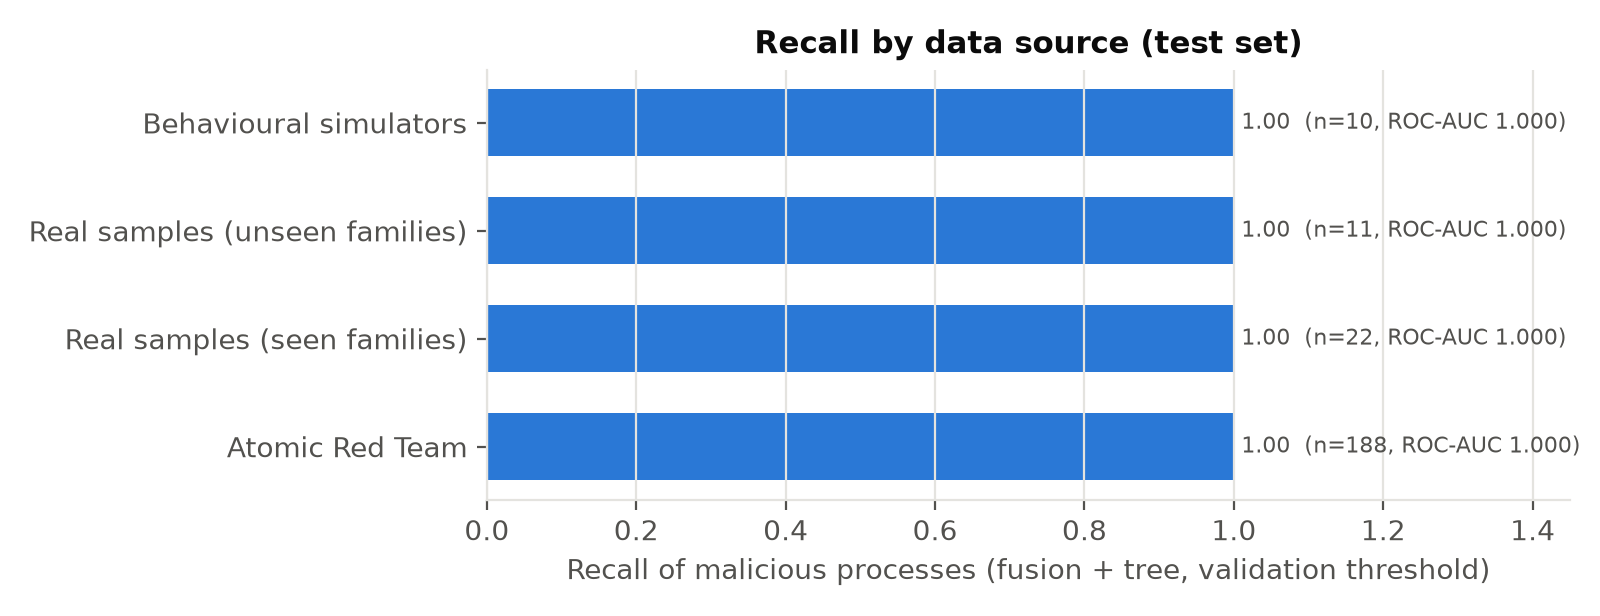 Recall by data source (test set)
Behavioural simulators
1.00 (n=10, ROC-AUC 1.000)
Real samples (unseen families)
1.00 (n=11, ROC-AUC 1.000)
Real samples (seen families)
1.00 (n=22, ROC-AUC 1.000)
Atomic Red Team
1.00 (n=188, ROC-AUC 1.000)
0.0 0.2 0.4 0.6 0.8 1.0 1.2 1.4
Recall of malicious processes (fusion + tree, validation threshold)